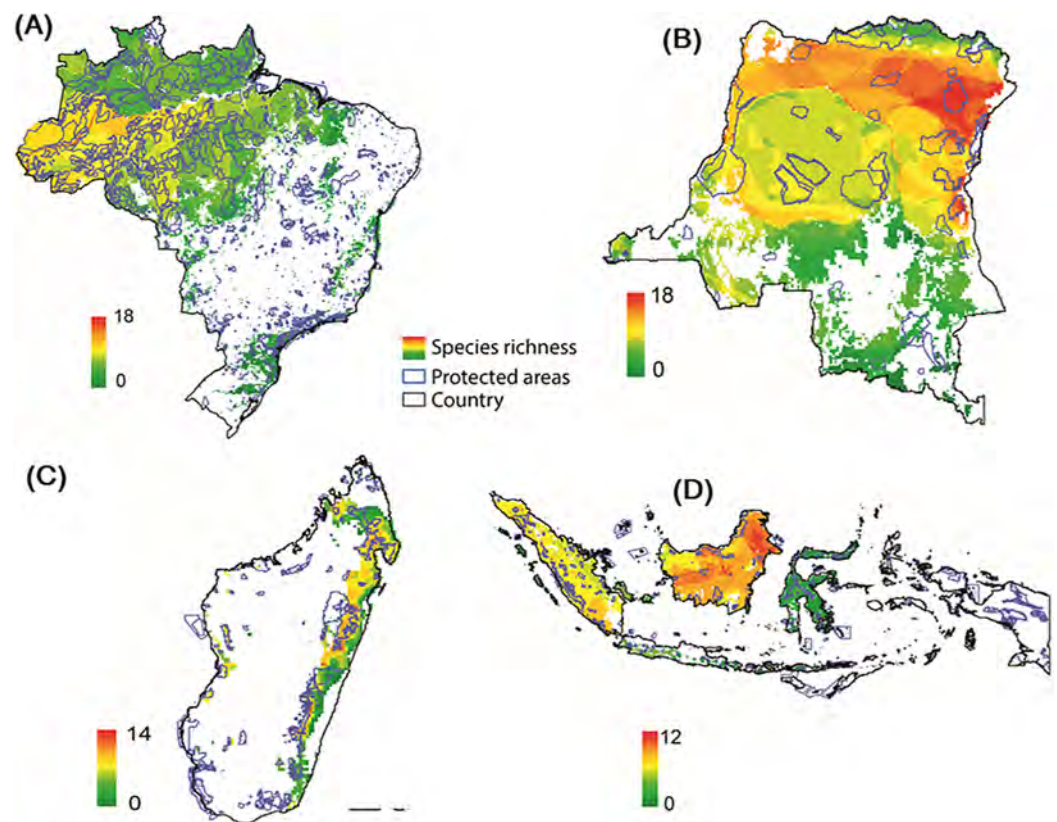 (A)
(B)
18
0
Species richness
Protected areas
Country
18
0
(C)
(D)
14
0
12
0